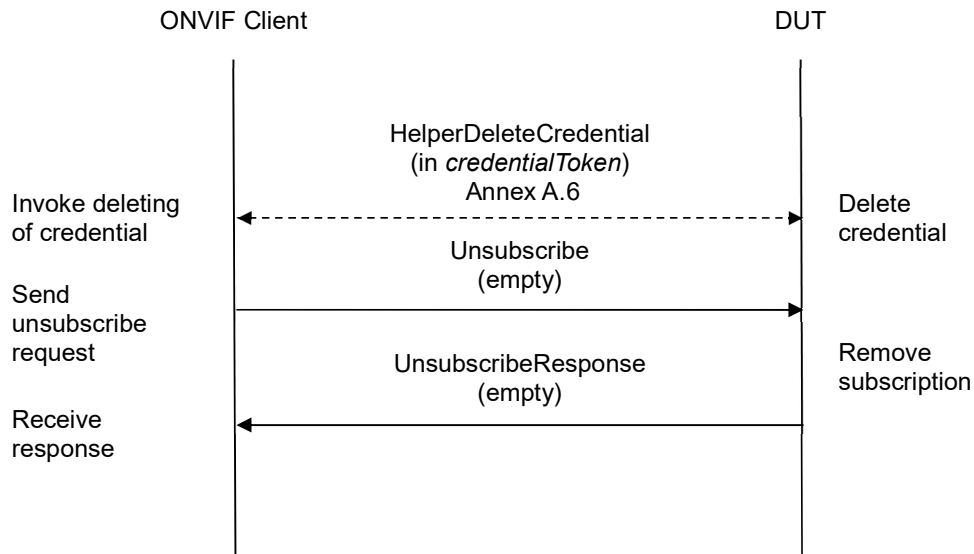 ONVIF Client
DUT
HelperDeleteCredential
(in credentialToken)
Annex A.6
Invoke deleting
of credential
Delete
credential
Unsubscribe
(empty)
Send
unsubscribe
request
UnsubscribeResponse
(empty)
Remove
subscription
Receive
response